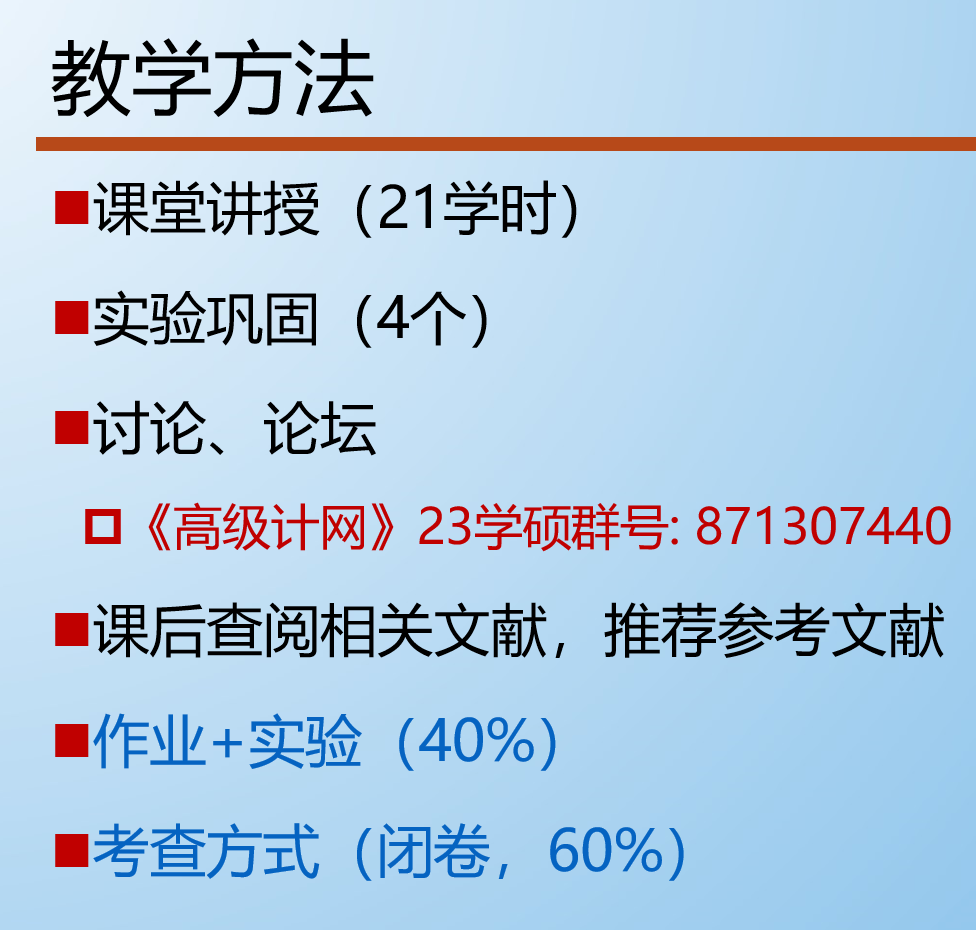 教学方法
课堂讲授（21学时）
实验巩固（4个）
讨论、论坛
《高级计网》23学硕群号: 871307440
课后查阅相关文献，推荐参考文献
作业+实验（40%）
考查方式（闭卷，60%）